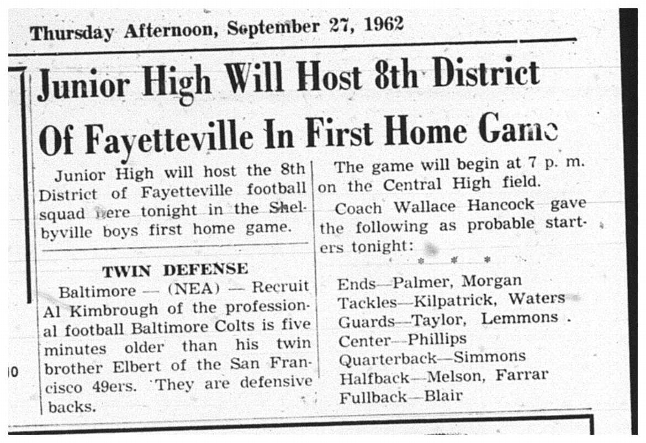 Thursday Afternoon, September 27, 1962
Junior High Will Host 8th District
Of Fayetteville In First Home Game
Junior High will host the 8th
District of Fayetteville football
squad here tonight in the Shel-
byville boys first home game.
TWIN DEFENSE
Baltimore — (NEA) — Recruit
Al Kimbrough of the profession-
al football Baltimore Colts is five
minutes older than his twin
brother Elbert of the San Fran-
cisco 49ers. They are defensive
backs.
The game will begin at 7 p. m.
on the Central High field.
Coach Wallace Hancock gave
the following as probable start-
ers tonight:
* * *
Ends—Palmer, Morgan
Tackles—Kilpatrick, Waters
Guards—Taylor, Lemmons .
Center—Phillips
Quarterback—Simmons
Halfback—Melson, Farrar
Fullback—Blair